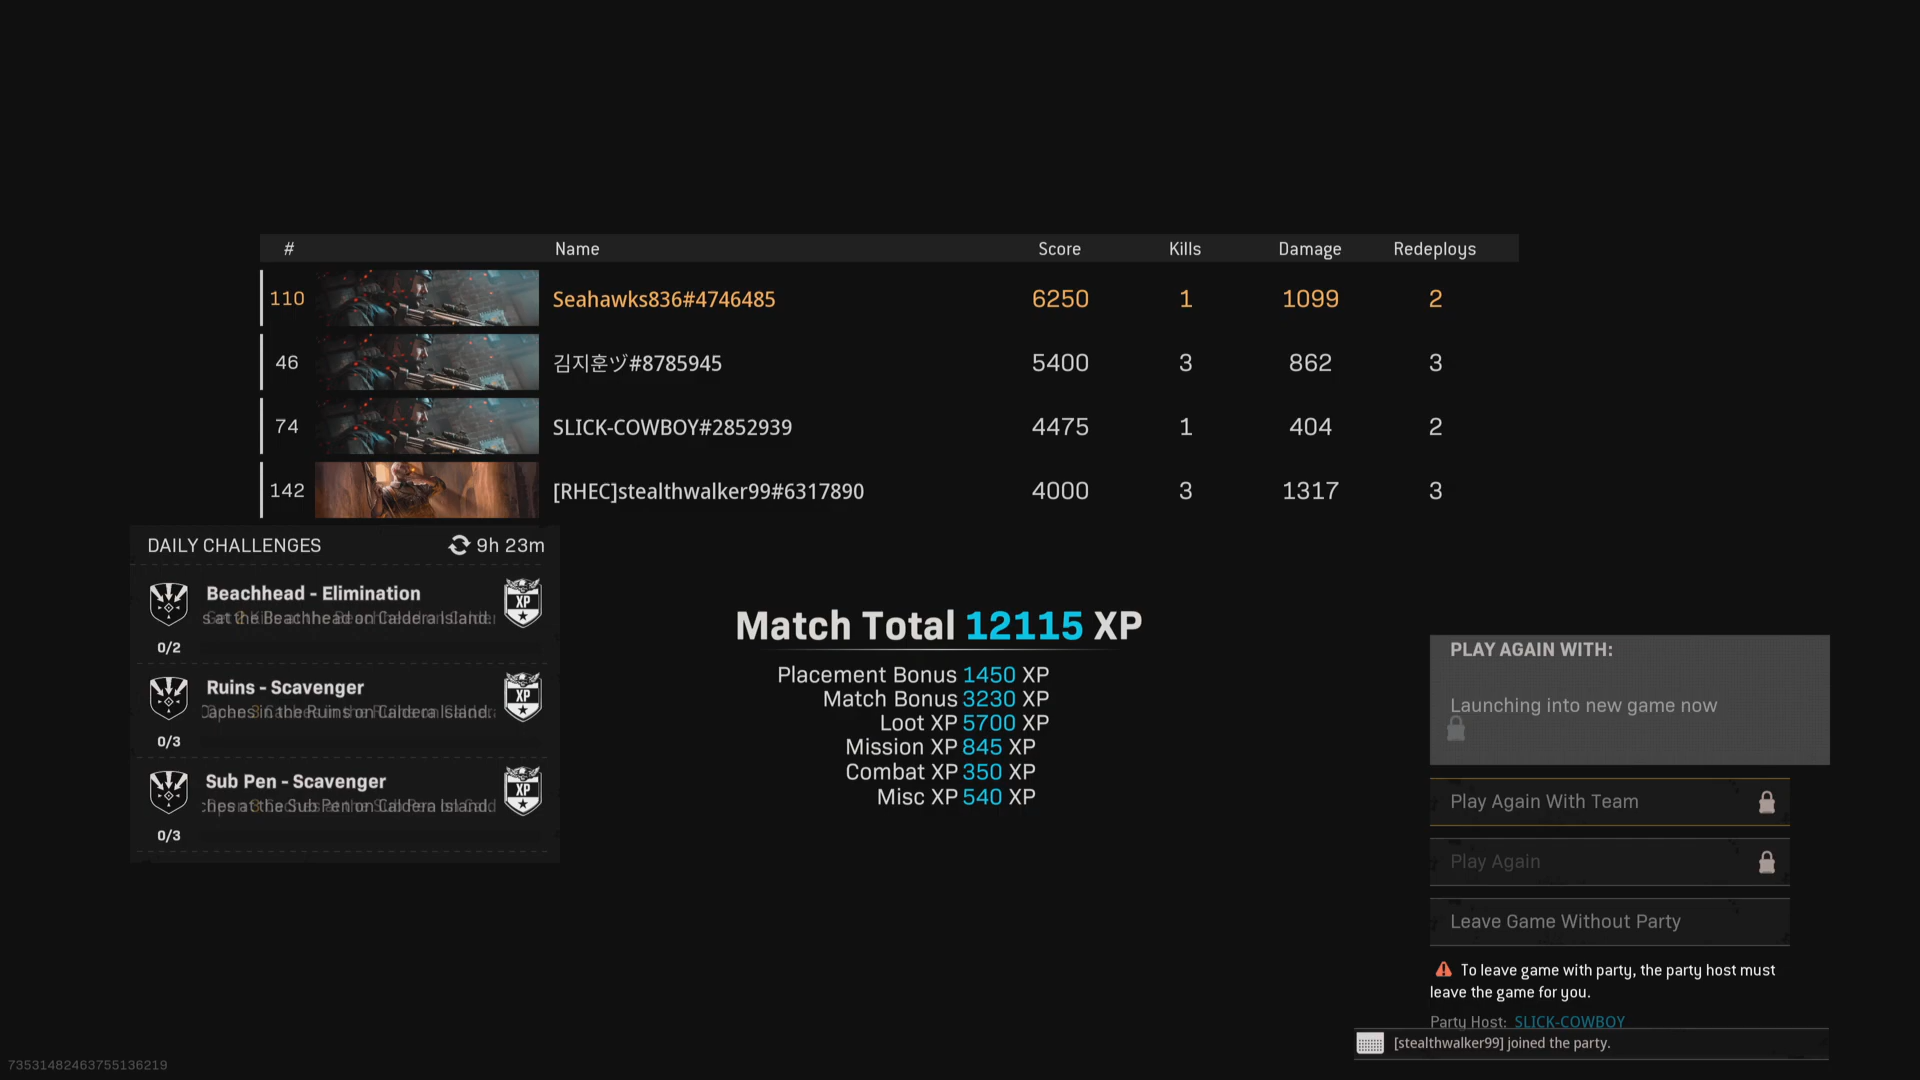 # Name Score Kills Damage Redeploys
110 Seahawks836#4746485 6250 1 1099 2
46 김지훈ヅ#8785945 5400 3 862 3
74 SLICK-COWBOY#2852939 4475 1 404 2
142 [RHEC]stealthwalker99#6317890 4000 3 1317 3
DAILY CHALLENGES 9h 23m
Beachhead - Elimination
XP
0/2
Ruins - Scavenger
XP
0/3
Sub Pen - Scavenger
XP
0/3
Match Total 12115 XP
Placement Bonus 1450 XP
Match Bonus 3230 XP
Loot XP 5700 XP
Mission XP 845 XP
Combat XP 350 XP
Misc XP 540 XP
PLAY AGAIN WITH:
Launching into new game now
Play Again With Team
Play Again
Leave Game Without Party
To leave game with party, the party host must
leave the game for you.
Party Host: SLICK-COWBOY
[stealthwalker99] joined the party.
73531482463755136219